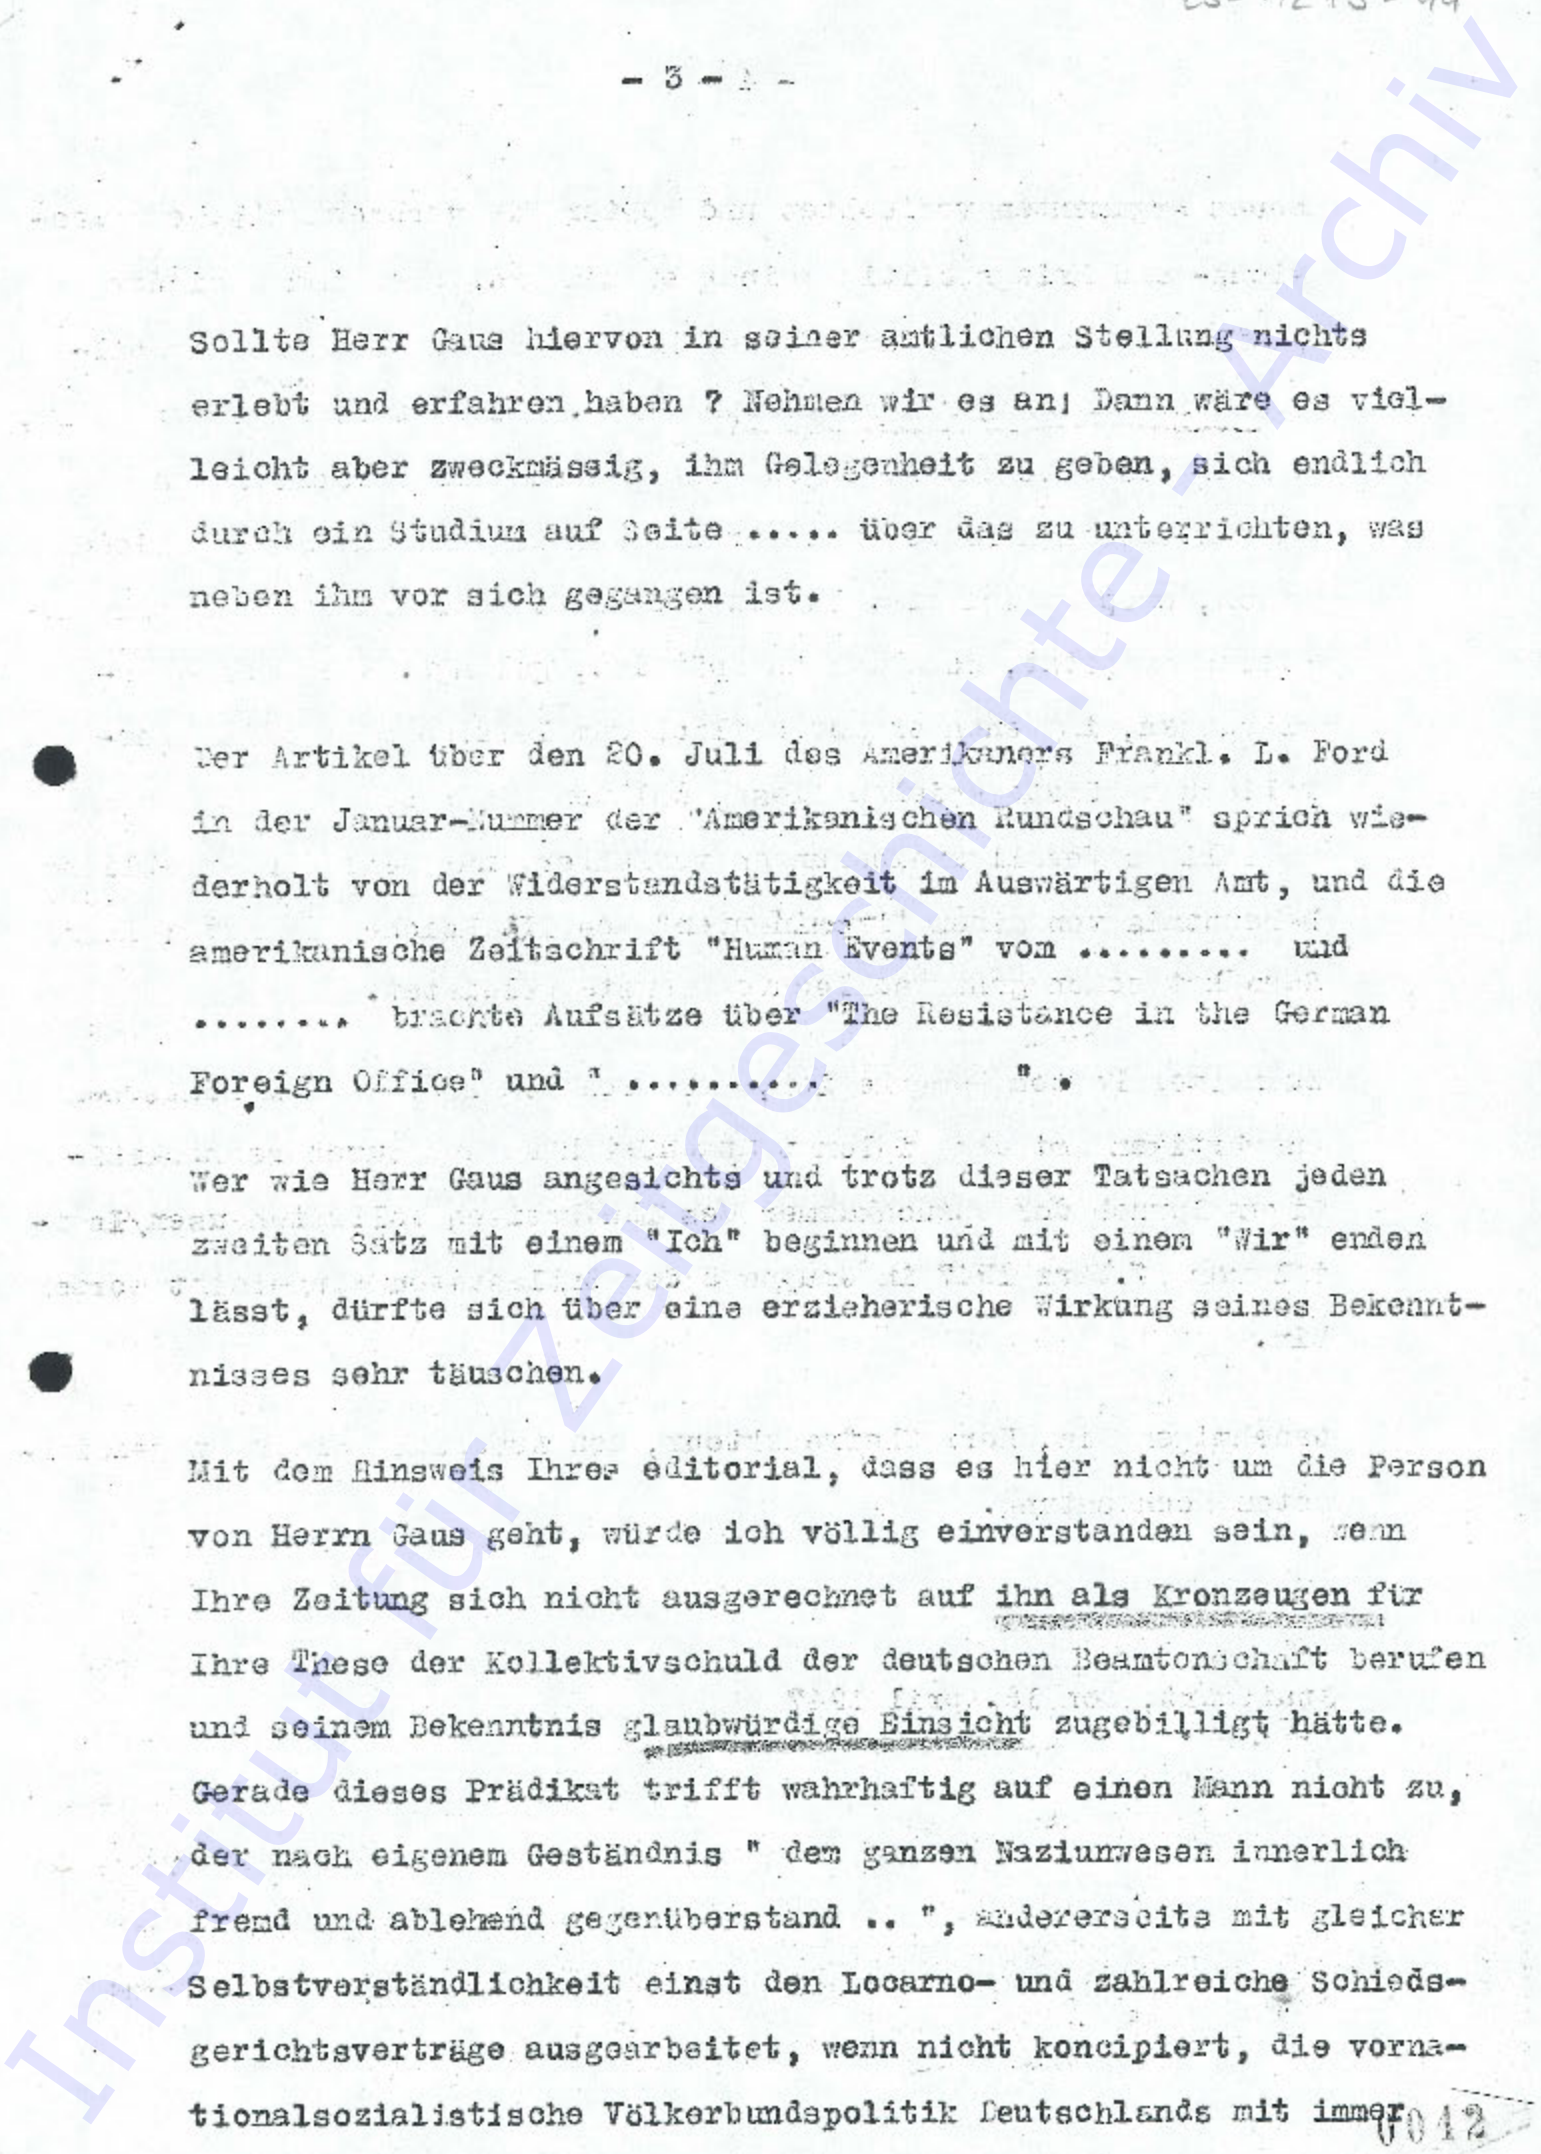 - 3 -
Sollte Herr Gaus hiervon in seiner amtlichen Stellung nichts
erlebt und erfahren haben ? Nehmen wir es an; Dann wäre es viel-
leicht aber zweckmässig, ihm Gelegenheit zu geben, sich endlich
durch ein Studium auf Seite ..... über das zu unterrichten, was
neben ihm vor sich gegangen ist.
Der Artikel über den 20. Juli des Amerikaners Frankl. L. Ford
in der Januar-Nummer der "Amerikanischen Rundschau" sprich wie-
derholt von der Widerstandstätigkeit im Auswärtigen Amt, und die
amerikanische Zeitschrift "Human Events" vom ......... und
........ brachte Aufsätze über "The Resistance in the German
Foreign Office" und " .......... " .
Wer wie Herr Gaus angesichts und trotz dieser Tatsachen jeden
zweiten Satz mit einem "Ich" beginnen und mit einem "Wir" enden
lässt, dürfte sich über eine erzieherische Wirkung seines Bekennt-
nisses sehr täuschen.
Mit dem Hinsweis Ihres editorial, dass es hier nicht um die Person
von Herrn Gaus geht, würde ich völlig einverstanden sein, wenn
Ihre Zeitung sich nicht ausgerechnet auf ihn als Kronzeugen für
Ihre These der Kollektivschuld der deutschen Beamtenschaft berufen
und seinem Bekenntnis glaubwürdige Einsicht zugebilligt hätte.
Gerade dieses Prädikat trifft wahrhaftig auf einen Mann nicht zu,
der nach eigenem Geständnis " dem ganzen Naziunwesen innerlich
fremd und ablehend gegenüberstand .. ", andererseits mit gleicher
Selbstverständlichkeit einst den Locarno- und zahlreiche Schieds-
gerichtsverträge ausgearbeitet, wenn nicht koncipiert, die vorna-
tionalsozialistische Völkerbundspolitik Deutschlands mit immer
0042
Institut für Zeitgeschichte - Archiv